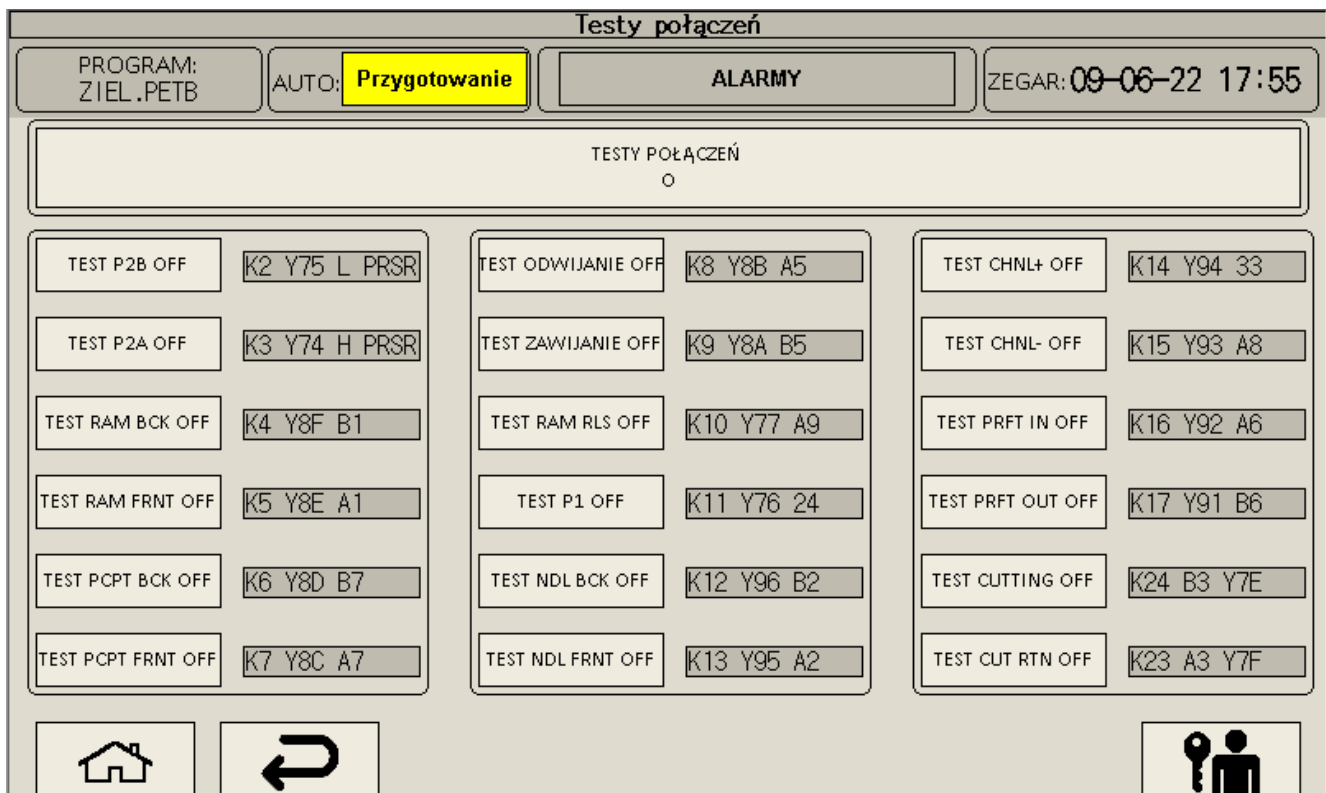 Testy połączeń
PROGRAM:
ZIEL.PETB
AUTO: Przygotowanie
ALARMY
ZEGAR: 09-06-22 17:55
TESTY POŁĄCZEŃ
O
TEST P2B OFF K2 Y75 L PRSR
TEST ODWIJANIE OFF K8 Y8B A5
TEST CHNL+ OFF K14 Y94 33
TEST P2A OFF K3 Y74 H PRSR
TEST ZAWIJANIE OFF K9 Y8A B5
TEST CHNL- OFF K15 Y93 A8
TEST RAM BCK OFF K4 Y8F B1
TEST RAM RLS OFF K10 Y77 A9
TEST PRFT IN OFF K16 Y92 A6
TEST RAM FRNT OFF K5 Y8E A1
TEST P1 OFF K11 Y76 24
TEST PRFT OUT OFF K17 Y91 B6
TEST PCPT BCK OFF K6 Y8D B7
TEST NDL BCK OFF K12 Y96 B2
TEST CUTTING OFF K24 B3 Y7E
TEST PCPT FRNT OFF K7 Y8C A7
TEST NDL FRNT OFF K13 Y95 A2
TEST CUT RTN OFF K23 A3 Y7F